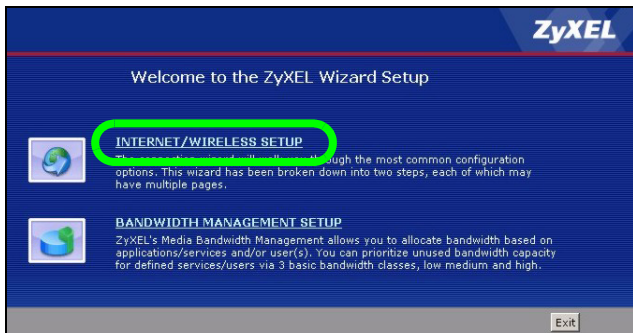 ZyXEL
Welcome to the ZyXEL Wizard Setup
INTERNET/WIRELESS SETUP
The connection wizard will walk you through the most common configuration
options. This wizard has been broken down into two steps, each of which may
have multiple pages.
BANDWIDTH MANAGEMENT SETUP
ZyXEL's Media Bandwidth Management allows you to allocate bandwidth based on
applications/services and/or user(s). You can prioritize unused bandwidth capacity
for defined services/users via 3 basic bandwidth classes, low medium and high.
Exit